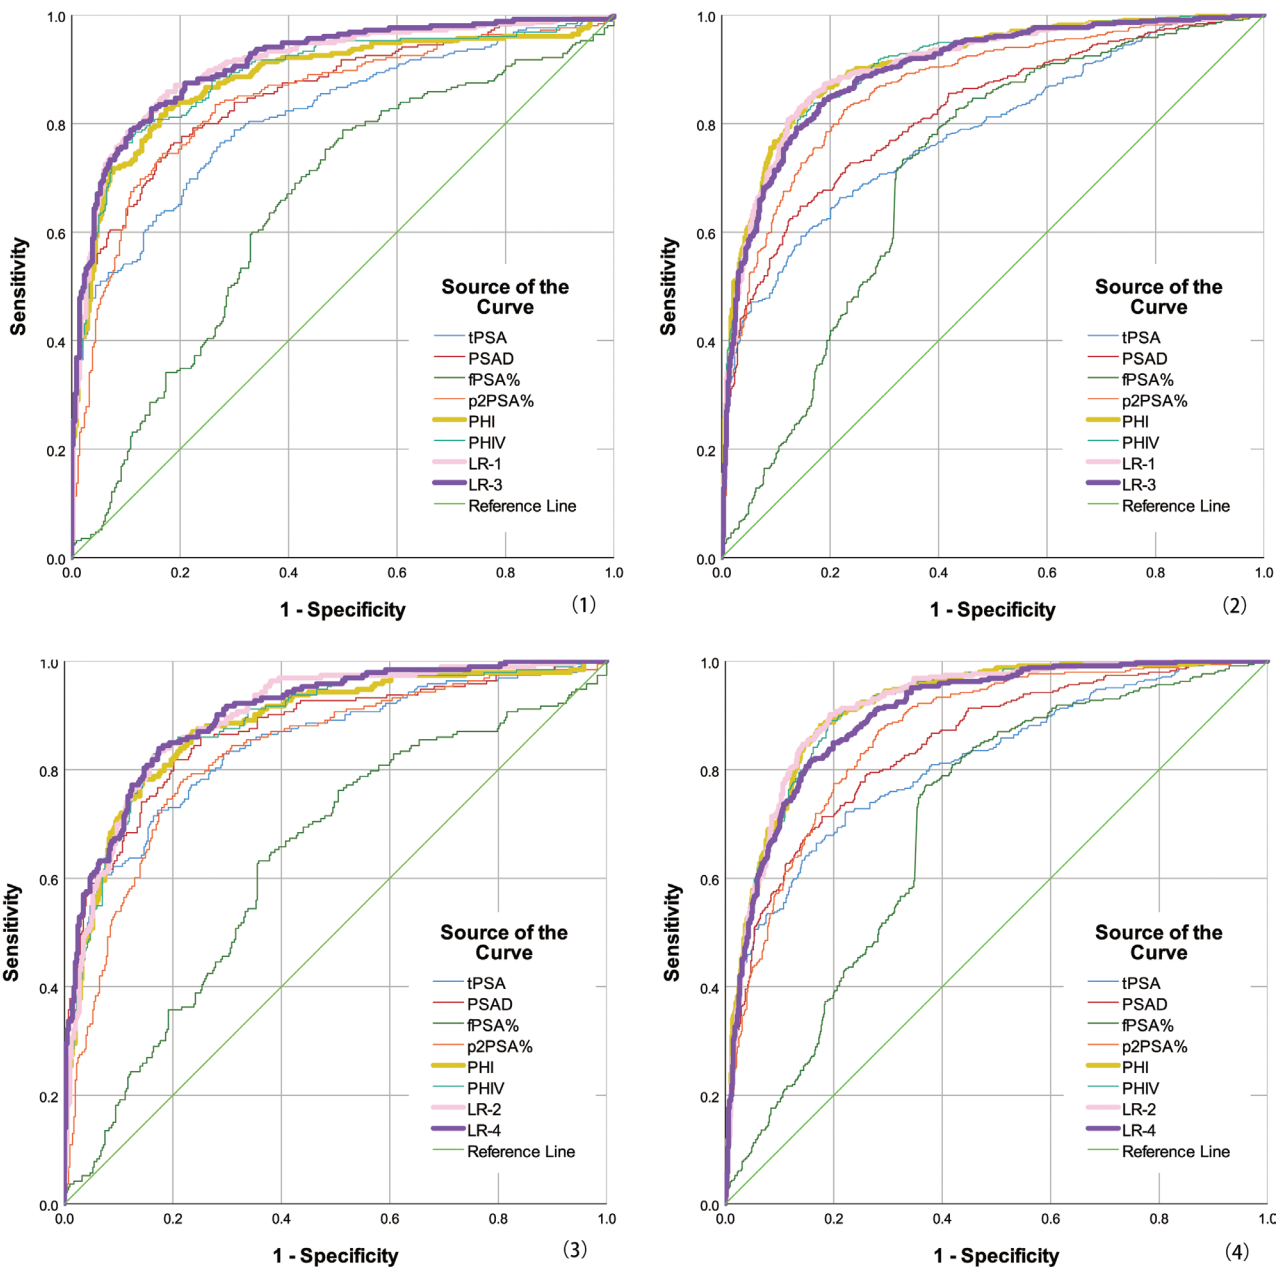 1.0
0.8
0.6
0.4
0.2
0.0
Sensitivity
0.0 0.2 0.4 0.6 0.8 1.0
1 - Specificity
(1)
Source of the
Curve
tPSA
PSAD
fPSA%
p2PSA%
PHI
PHIV
LR-1
LR-3
Reference Line
1.0
0.8
0.6
0.4
0.2
0.0
Sensitivity
0.0 0.2 0.4 0.6 0.8 1.0
1 - Specificity
(2)
Source of the
Curve
tPSA
PSAD
fPSA%
p2PSA%
PHI
PHIV
LR-1
LR-3
Reference Line
1.0
0.8
0.6
0.4
0.2
0.0
Sensitivity
0.0 0.2 0.4 0.6 0.8 1.0
1 - Specificity
(3)
Source of the
Curve
tPSA
PSAD
fPSA%
p2PSA%
PHI
PHIV
LR-2
LR-4
Reference Line
1.0
0.8
0.6
0.4
0.2
0.0
Sensitivity
0.0 0.2 0.4 0.6 0.8 1.0
1 - Specificity
(4)
Source of the
Curve
tPSA
PSAD
fPSA%
p2PSA%
PHI
PHIV
LR-2
LR-4
Reference Line